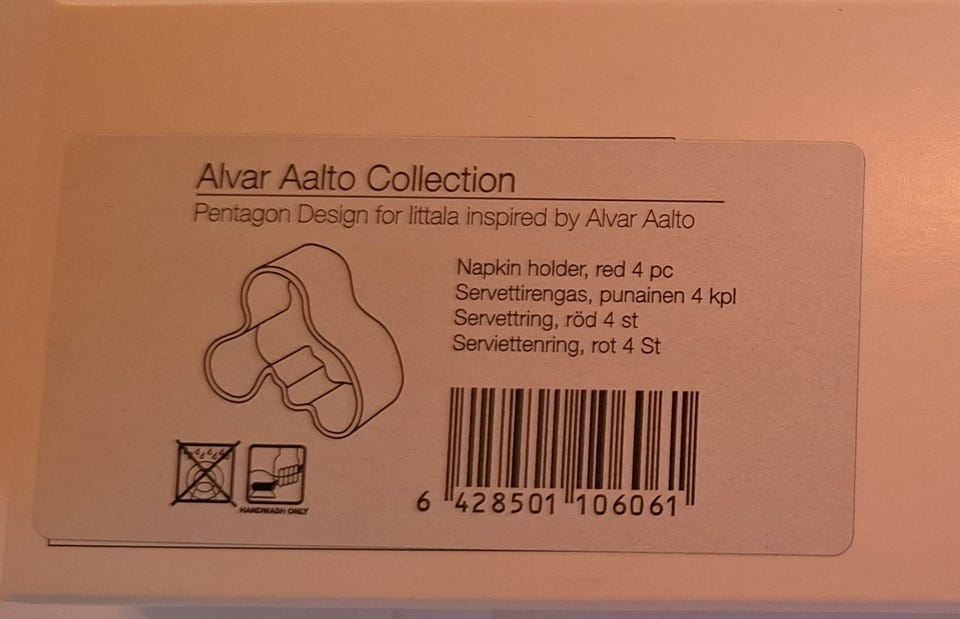 Alvar Aalto Collection
Pentagon Design for Iittala inspired by Alvar Aalto
Napkin holder, red 4 pc
Servettirengas, punainen 4 kpl
Servettring, röd 4 st
Serviettenring, rot 4 St
HANDWASH ONLY
6 428501 106061